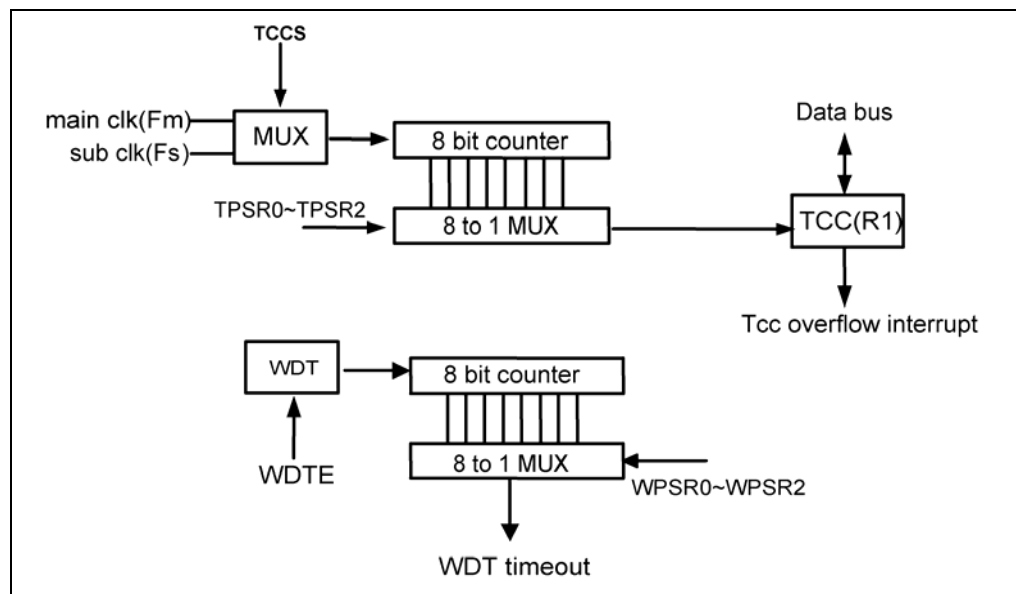 TCCS
main clk(Fm)
sub clk(Fs)
MUX
8 bit counter
TPSR0~TPSR2
8 to 1 MUX
Data bus
TCC(R1)
Tcc overflow interrupt
WDT
8 bit counter
WDTE
8 to 1 MUX
WPSR0~WPSR2
WDT timeout